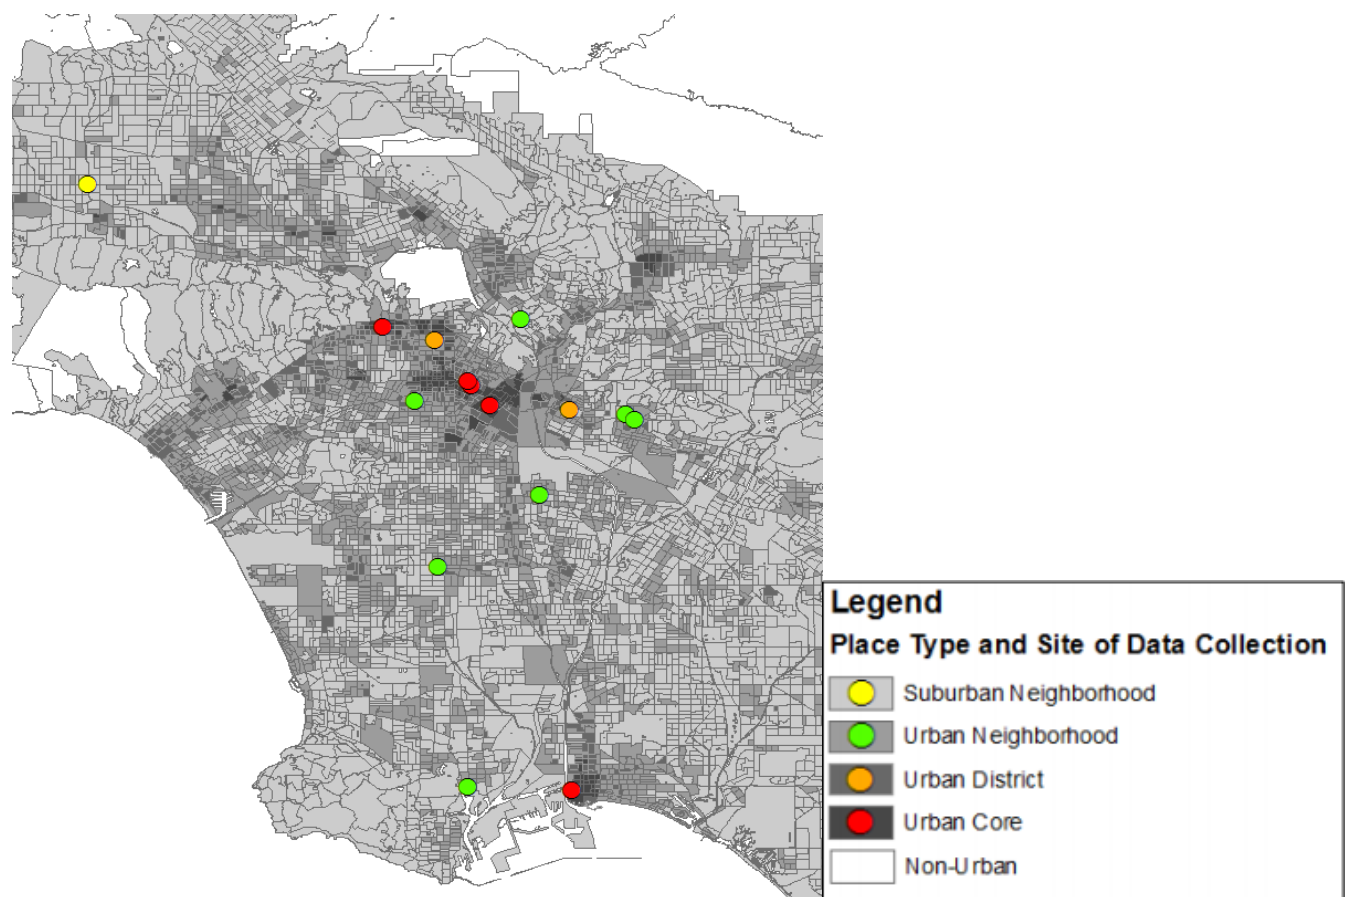 Legend
Place Type and Site of Data Collection
Suburban Neighborhood
Urban Neighborhood
Urban District
Urban Core
Non-Urban